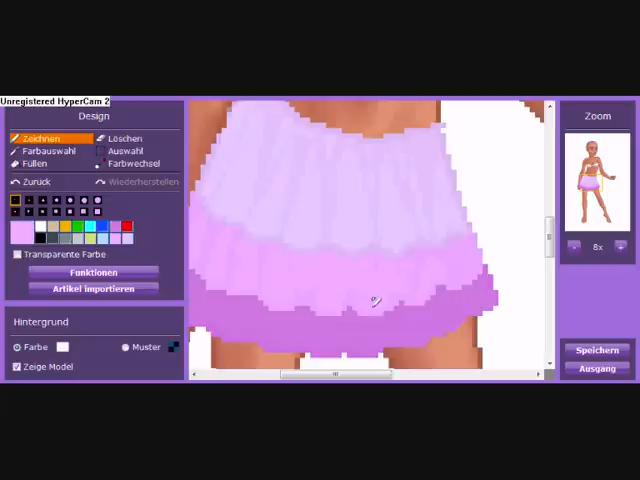 Unregistered HyperCam 2
Design
Zeichnen
Löschen
Farbauswahl
Auswahl
Füllen
Farbwechsel
Zurück
Wiederherstellen
Transparente Farbe
Funktionen
Artikel importieren
Hintergrund
Farbe
Muster
Zeige Model
Zoom
- 8x +
Speichern
Ausgang